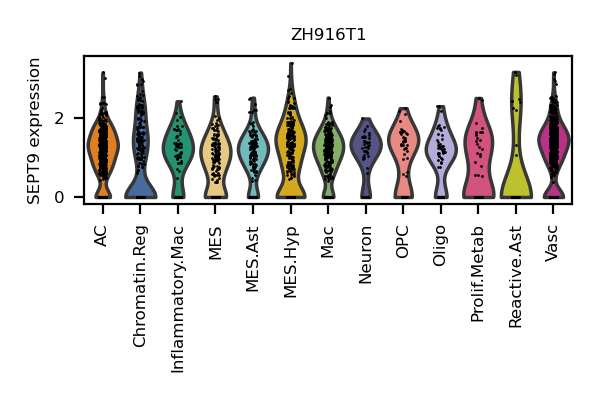 ZH916T1
SEPT9 expression
2
0
AC
Chromatin.Reg
Inflammatory.Mac
MES
MES.Ast
MES.Hyp
Mac
Neuron
OPC
Oligo
Prolif.Metab
Reactive.Ast
Vasc